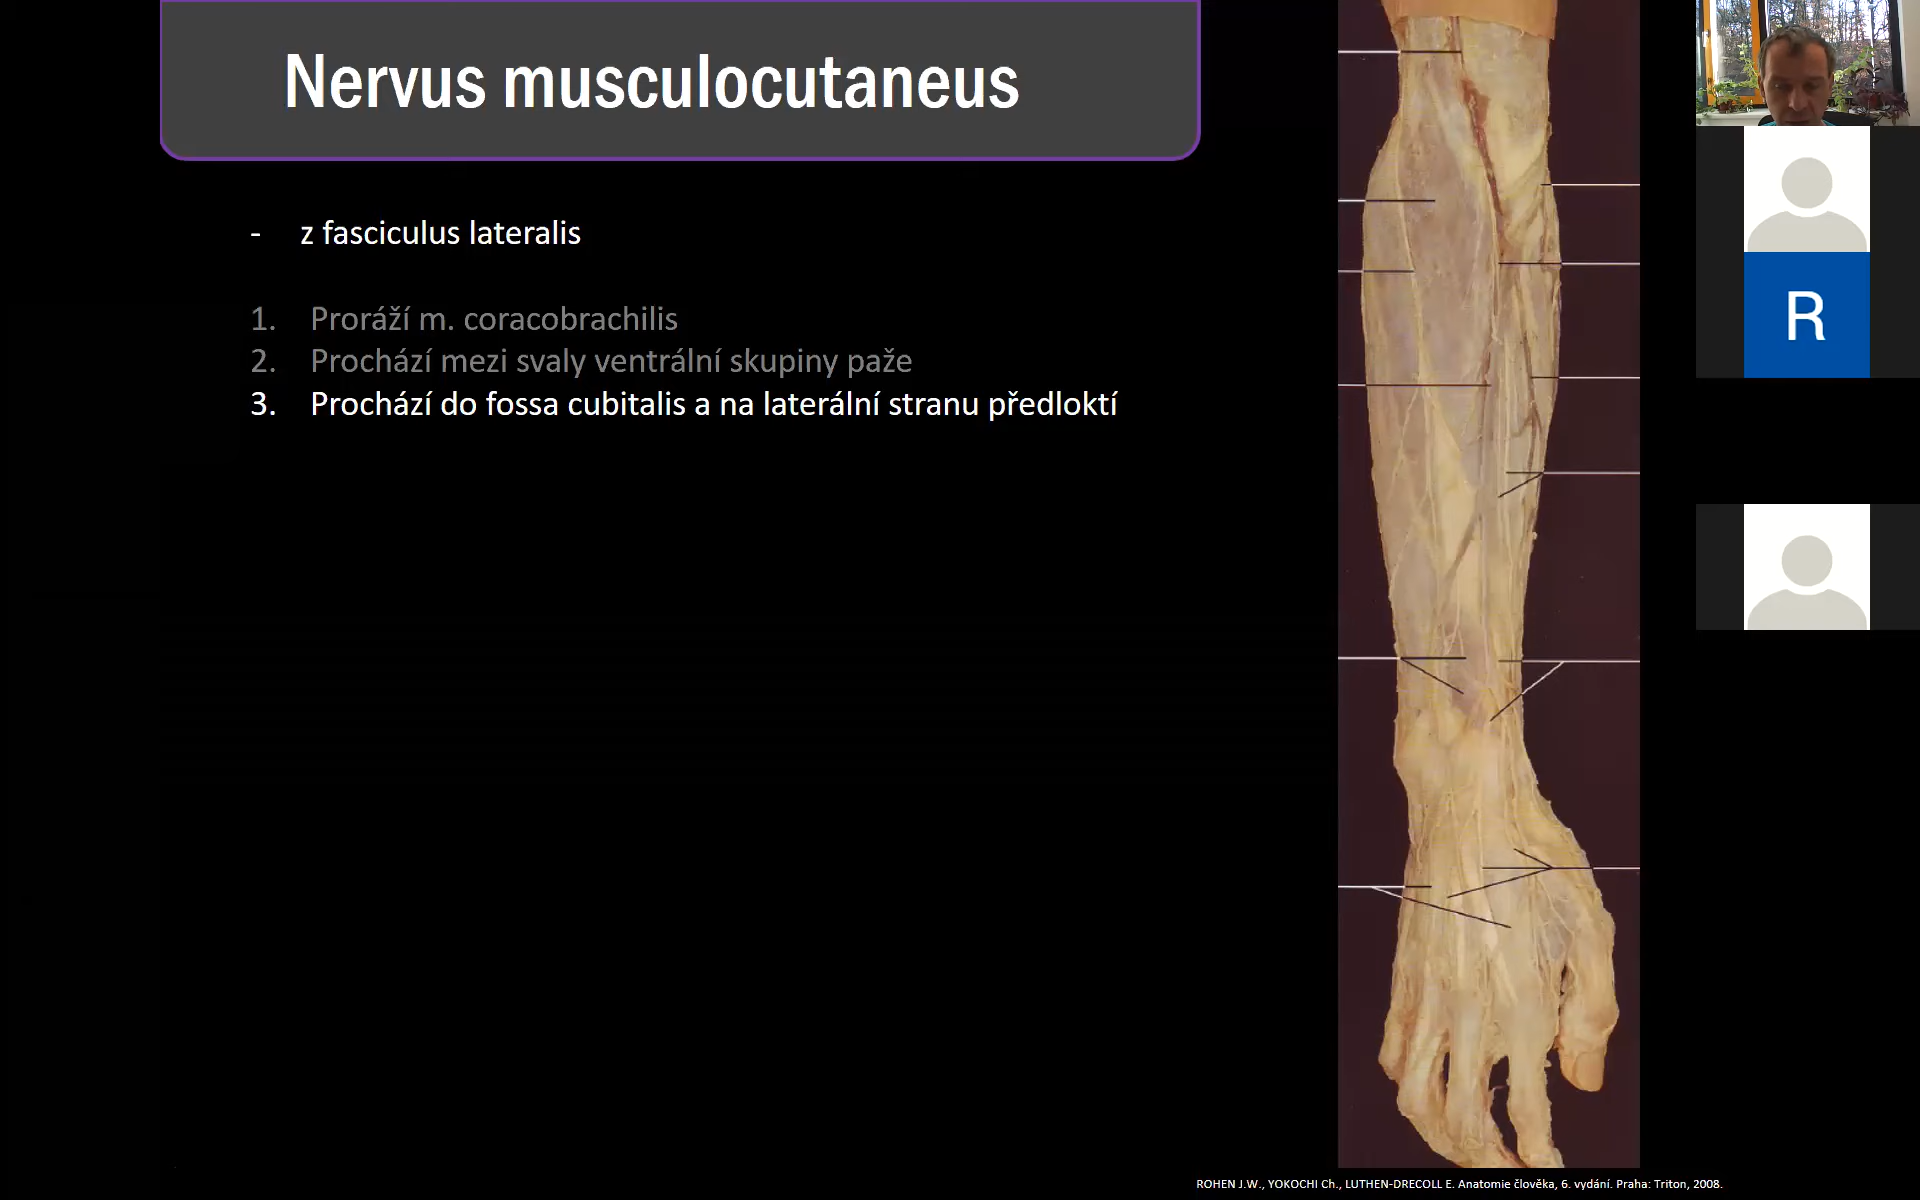 Nervus musculocutaneus
- z fasciculus lateralis
1. Proráží m. coracobrachilis
2. Prochází mezi svaly ventrální skupiny paže
3. Prochází do fossa cubitalis a na laterální stranu předloktí
R
ROHEN J.W., YOKOCHI Ch., LUTHEN-DRECOLL E. Anatomie člověka, 6. vydání. Praha: Triton, 2008.